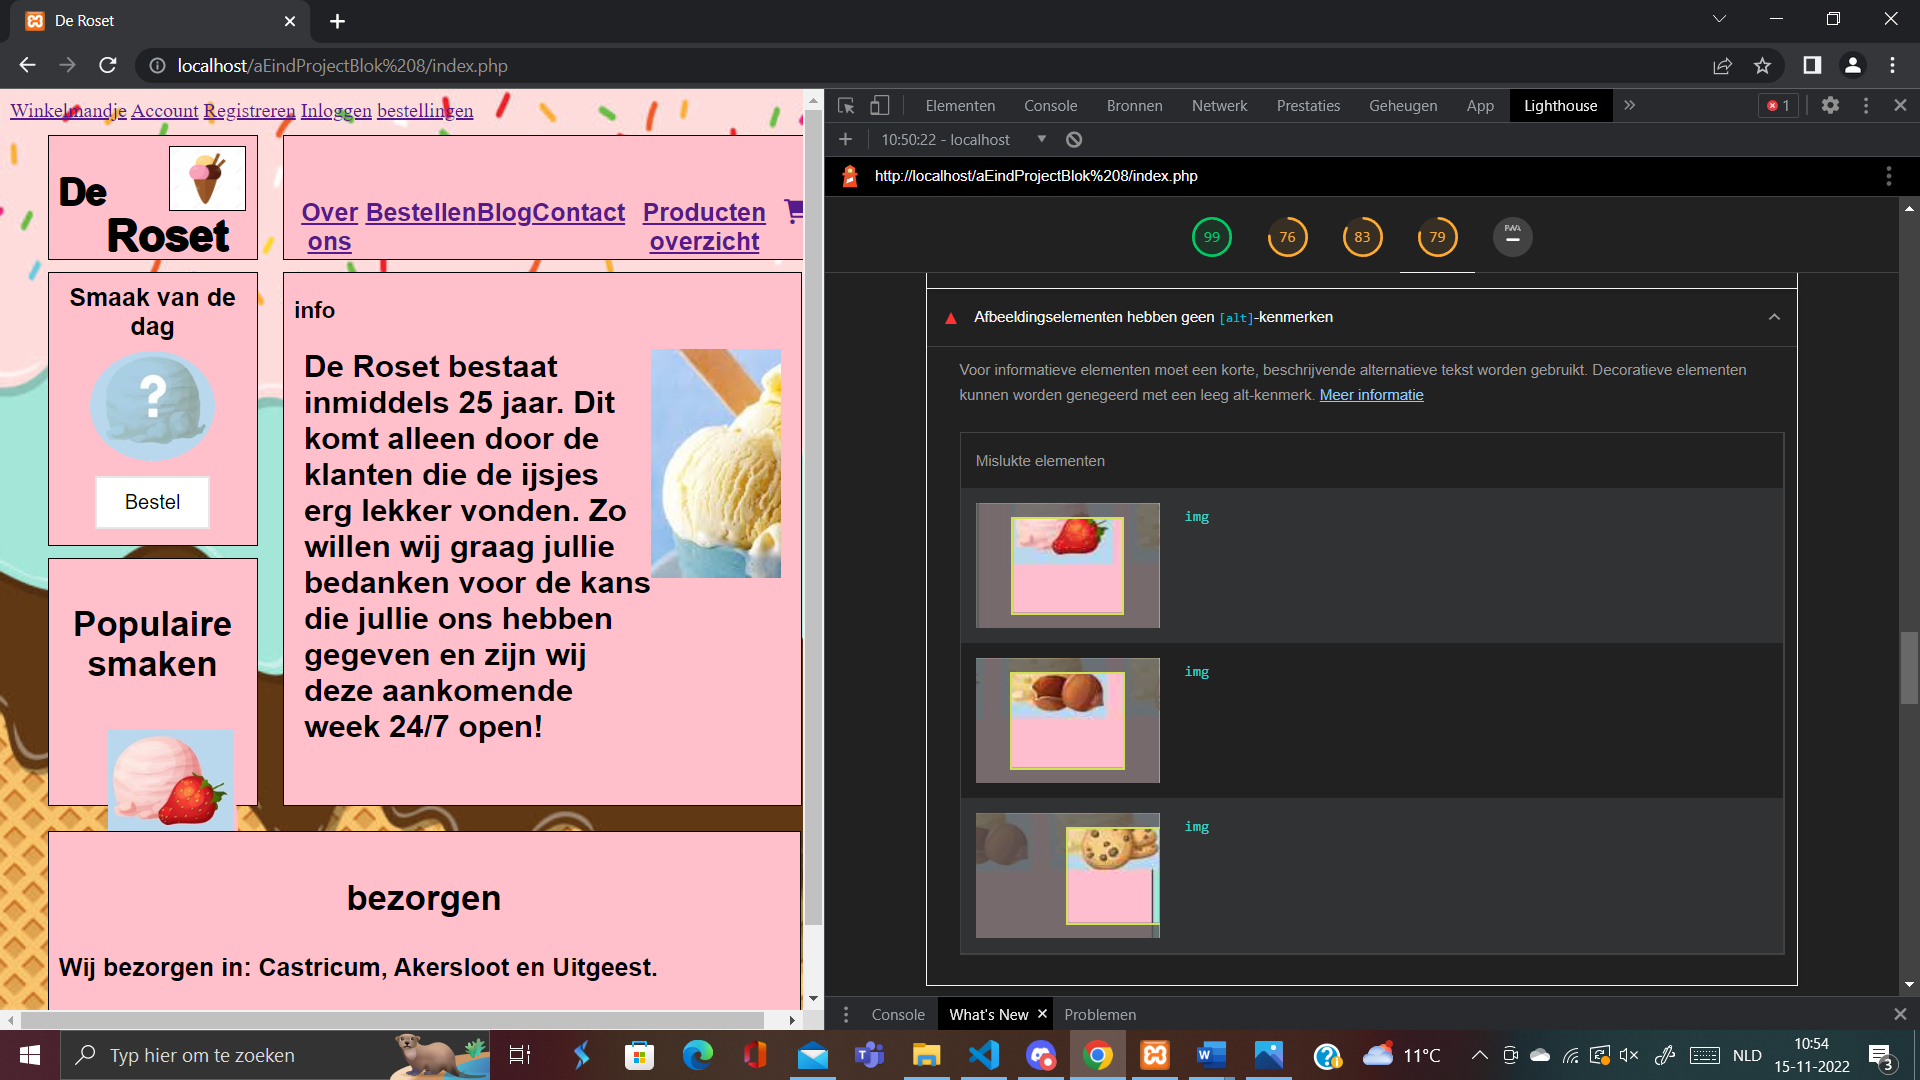 De Roset
localhost/aEindProjectBlok%208/index.php
Winkelmandje Account Registreren Inloggen bestellingen
De
Roset
Over ons
Bestellen
Blog
Contact
Producten overzicht
Smaak van de
dag
?
Bestel
Populaire
smaken
info
De Roset bestaat
inmiddels 25 jaar. Dit
komt alleen door de
klanten die de ijsjes
erg lekker vonden. Zo
willen wij graag jullie
bedanken voor de kans
die jullie ons hebben
gegeven en zijn wij
deze aankomende
week 24/7 open!
bezorgen
Wij bezorgen in: Castricum, Akersloot en Uitgeest.
Elementen Console Bronnen Netwerk Prestaties Geheugen App Lighthouse 1
10:50:22 - localhost
http://localhost/aEindProjectBlok%208/index.php
99 76 83 79 PWA
Afbeeldingselementen hebben geen [alt]-kenmerken
Voor informatieve elementen moet een korte, beschrijvende alternatieve tekst worden gebruikt. Decoratieve elementen
kunnen worden genegeerd met een leeg alt-kenmerk. Meer informatie
Mislukte elementen
img
img
img
Console What's New Problemen
Typ hier om te zoeken
11°C
NLD
10:54
15-11-2022
3